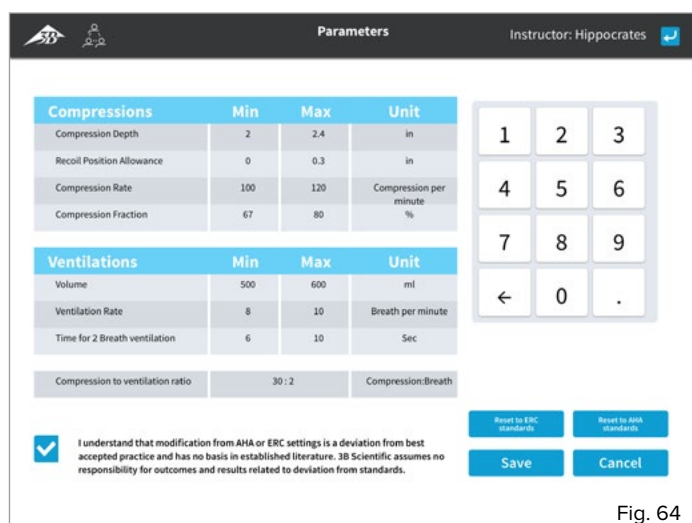 3B
Parameters
Instructor: Hippocrates
Compressions Min Max Unit
Compression Depth 2 2.4 in
Recoil Position Allowance 0 0.3 in
Compression Rate 100 120 Compression per
minute
Compression Fraction 67 80 %
Ventilations Min Max Unit
Volume 500 600 ml
Ventilation Rate 8 10 Breath per minute
Time for 2 Breath ventilation 6 10 Sec
Compression to ventilation ratio 30 : 2 Compression:Breath
I understand that modification from AHA or ERC settings is a deviation from best
accepted practice and has no basis in established literature. 3B Scientific assumes no
responsibility for outcomes and results related to deviation from standards.
1 2 3
4 5 6
7 8 9
← 0 .
Reset to ERC
standards
Reset to AHA
standards
Save Cancel
Fig. 64